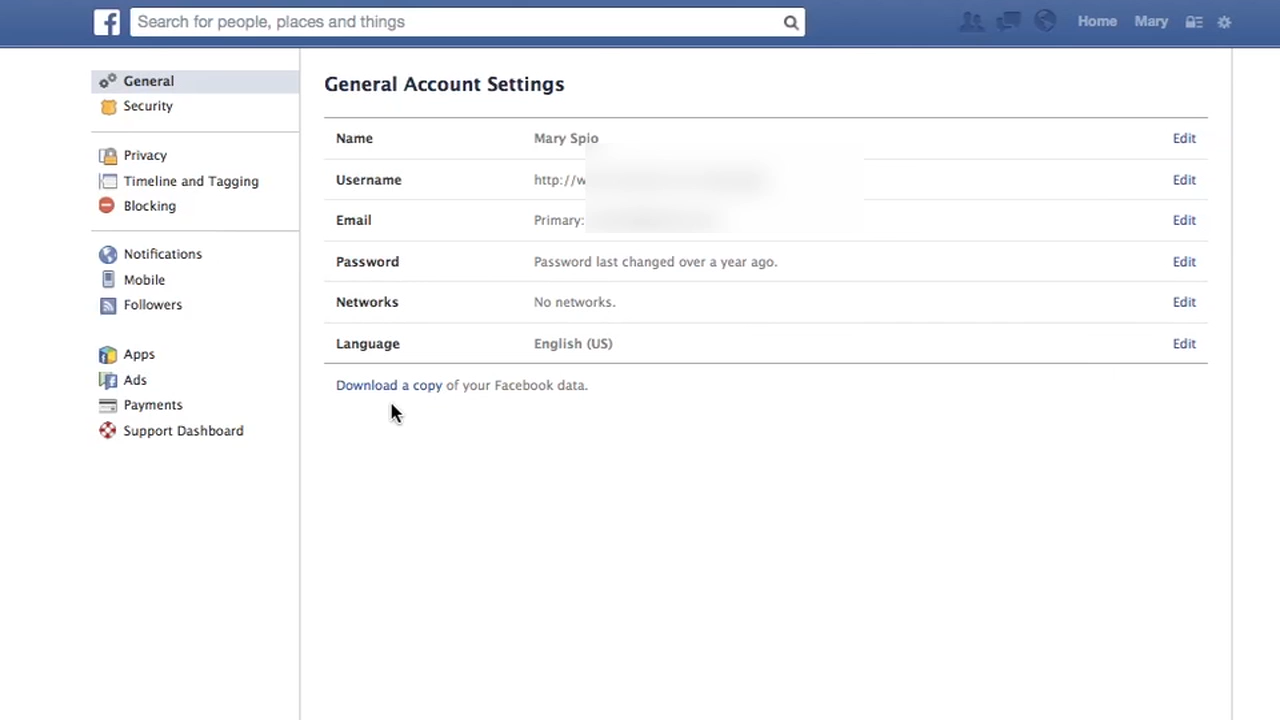 Search for people, places and things
Home
Mary
General
Security
Privacy
Timeline and Tagging
Blocking
Notifications
Mobile
Followers
Apps
Ads
Payments
Support Dashboard
General Account Settings
Name Mary Spio Edit
Username http://w Edit
Email Primary: Edit
Password Password last changed over a year ago. Edit
Networks No networks. Edit
Language English (US) Edit
Download a copy of your Facebook data.